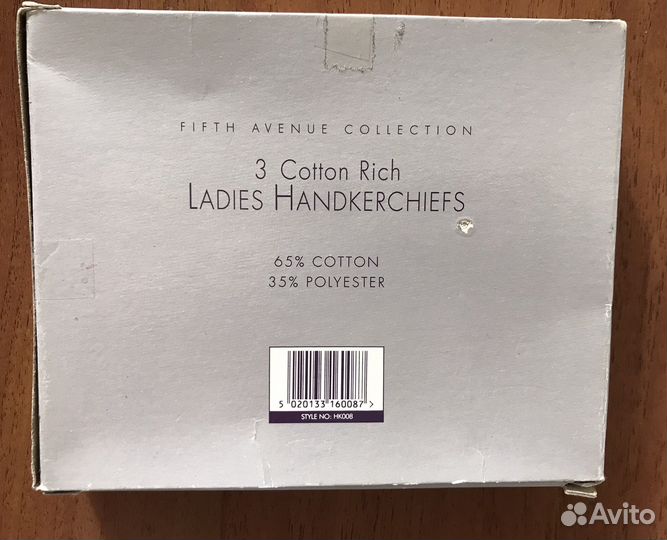 FIFTH AVENUE COLLECTION
3 Cotton Rich
LADIES HANDKERCHIEFS
65% COTTON
35% POLYESTER
5 020133 160087 >
STYLE NO: HK008
Avito